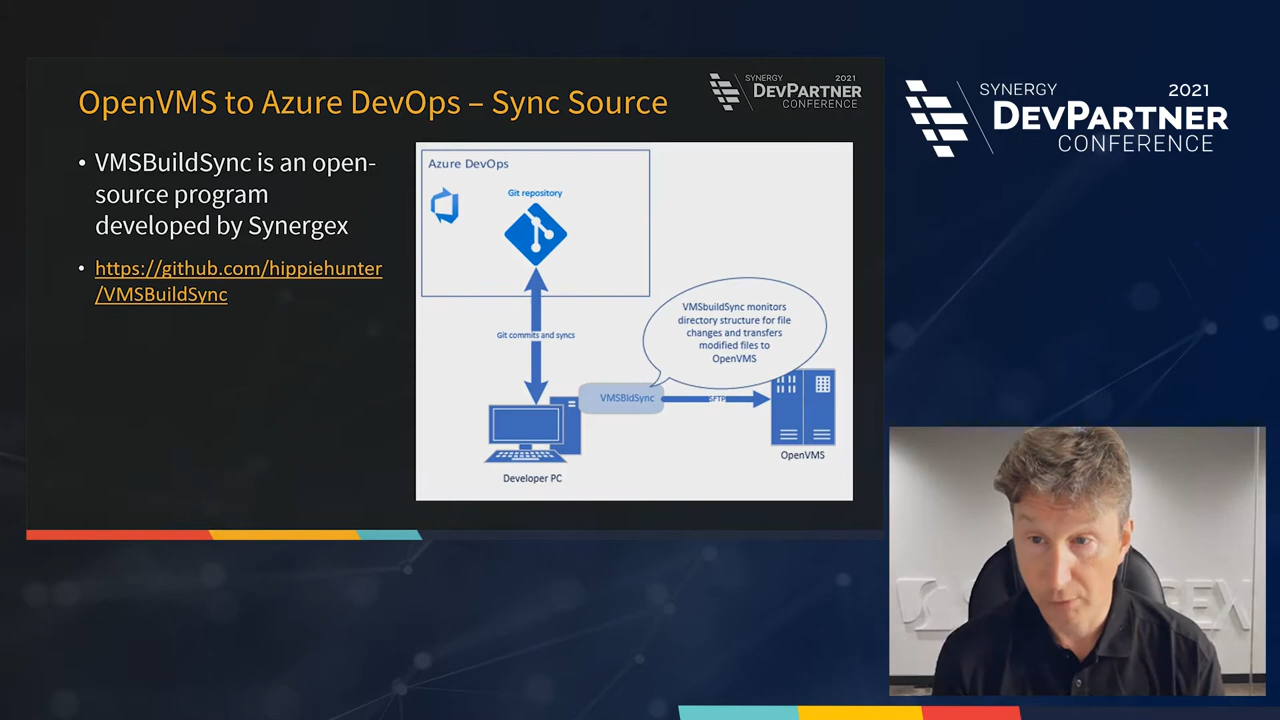 OpenVMS to Azure DevOps – Sync Source
SYNERGY 2021
DEVPARTNER
CONFERENCE
• VMSBuildSync is an open-
source program
developed by Synergex
• https://github.com/hippiehunter
/VMSBuildSync
Azure DevOps
Git repository
Git commits and syncs
VMSbuildSync monitors
directory structure for file
changes and transfers
modified files to
OpenVMS
VMSBldSync
SFTP
OpenVMS
Developer PC
SYNERGY 2021
DEVPARTNER
CONFERENCE